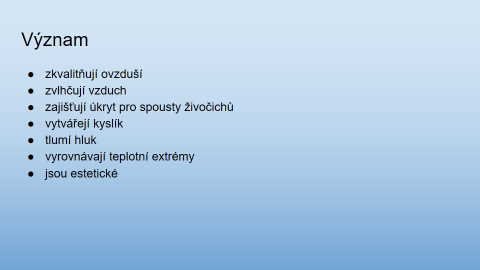 Význam
● zkvalitňují ovzduší
● zvlhčují vzduch
● zajišťují úkryt pro spousty živočichů
● vytvářejí kyslík
● tlumí hluk
● vyrovnávají teplotní extrémy
● jsou estetické